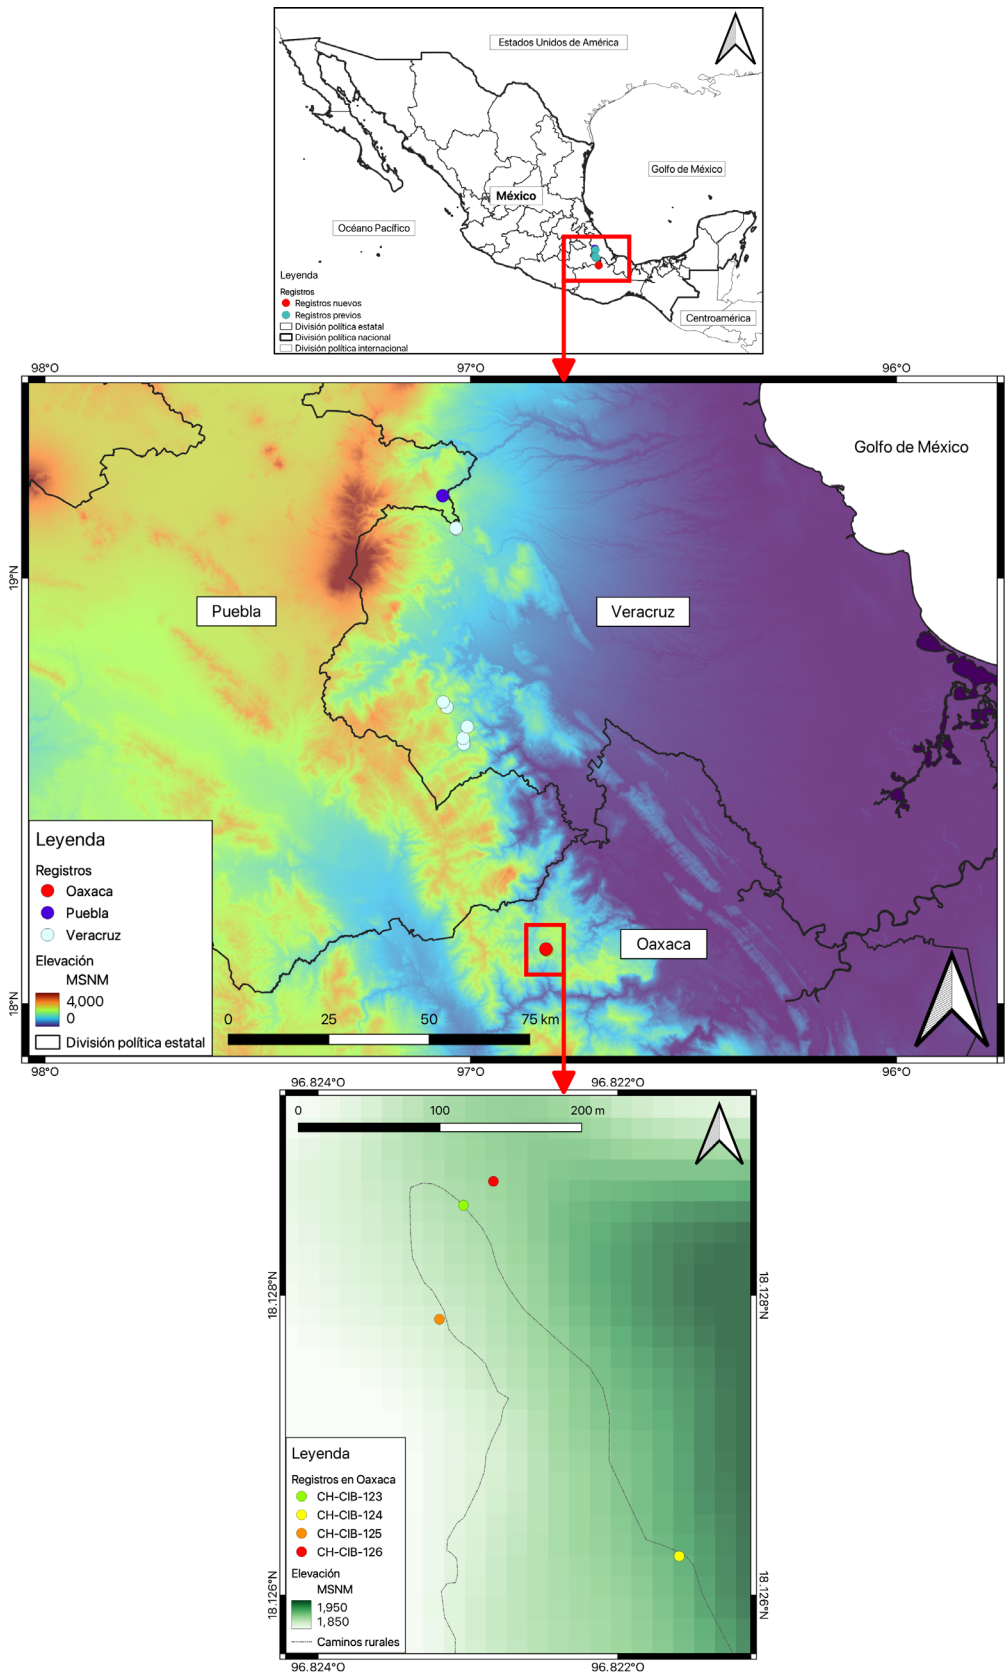 Estados Unidos de América
Golfo de México
México
Océano Pacífico
Centroamérica
Leyenda
Registros
Registros nuevos
Registros previos
División política estatal
División política nacional
División política internacional
98°O 97°O 96°O
Golfo de México
19°N
Puebla
Veracruz
Leyenda
Registros
Oaxaca
Puebla
Veracruz
Elevación
MSNM
4,000
0
División política estatal
Oaxaca
18°N
0 25 50 75 km
98°O 97°O 96°O
96.824°O 96.822°O
0 100 200 m
18.128°N 18.128°N
Leyenda
Registros en Oaxaca
CH-CIB-123
CH-CIB-124
CH-CIB-125
CH-CIB-126
Elevación
MSNM
1,950
1,850
Caminos rurales
18.126°N 18.126°N
96.824°O 96.822°O